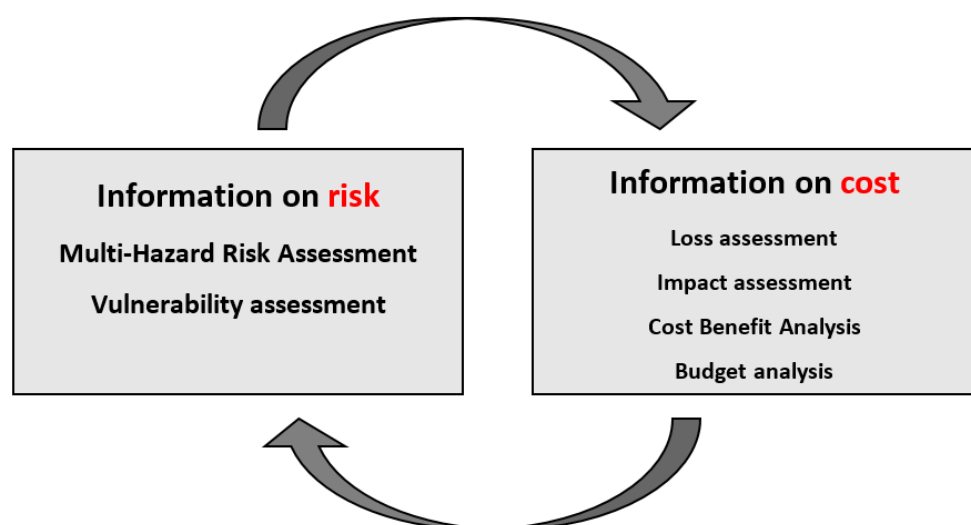 Information on risk
Multi-Hazard Risk Assessment
Vulnerability assessment
Information on cost
Loss assessment
Impact assessment
Cost Benefit Analysis
Budget analysis